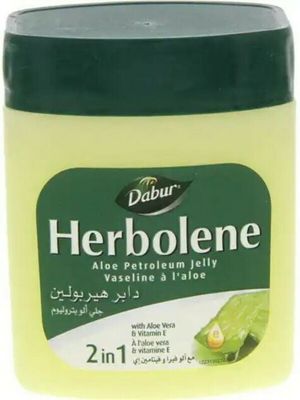 Dabur
Herbolene
Aloe Petroleum Jelly
Vaseline à l'aloe
دابر هيربولين
جلي ألو بتروليوم
with Aloe Vera
& Vitamin E
À l'aloe vera
& vitamine E
مع ألو فيرا و فيتامين إي
2 in 1